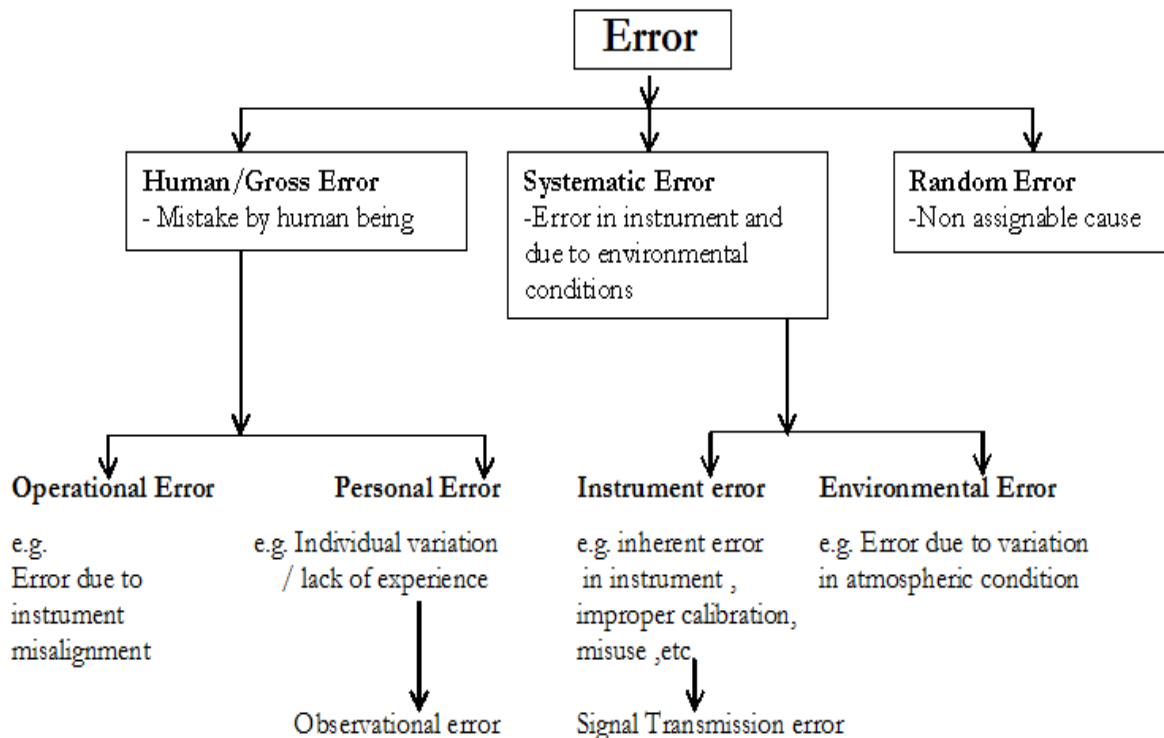 Error
Human/Gross Error
- Mistake by human being
Systematic Error
-Error in instrument and
due to environmental
conditions
Random Error
-Non assignable cause
Operational Error
e.g.
Error due to
instrument
misalignment
Personal Error
e.g. Individual variation
/ lack of experience
Observational error
Instrument error
e.g. inherent error
in instrument ,
improper calibration,
misuse ,etc
Signal Transmission error
Environmental Error
e.g. Error due to variation
in atmospheric condition